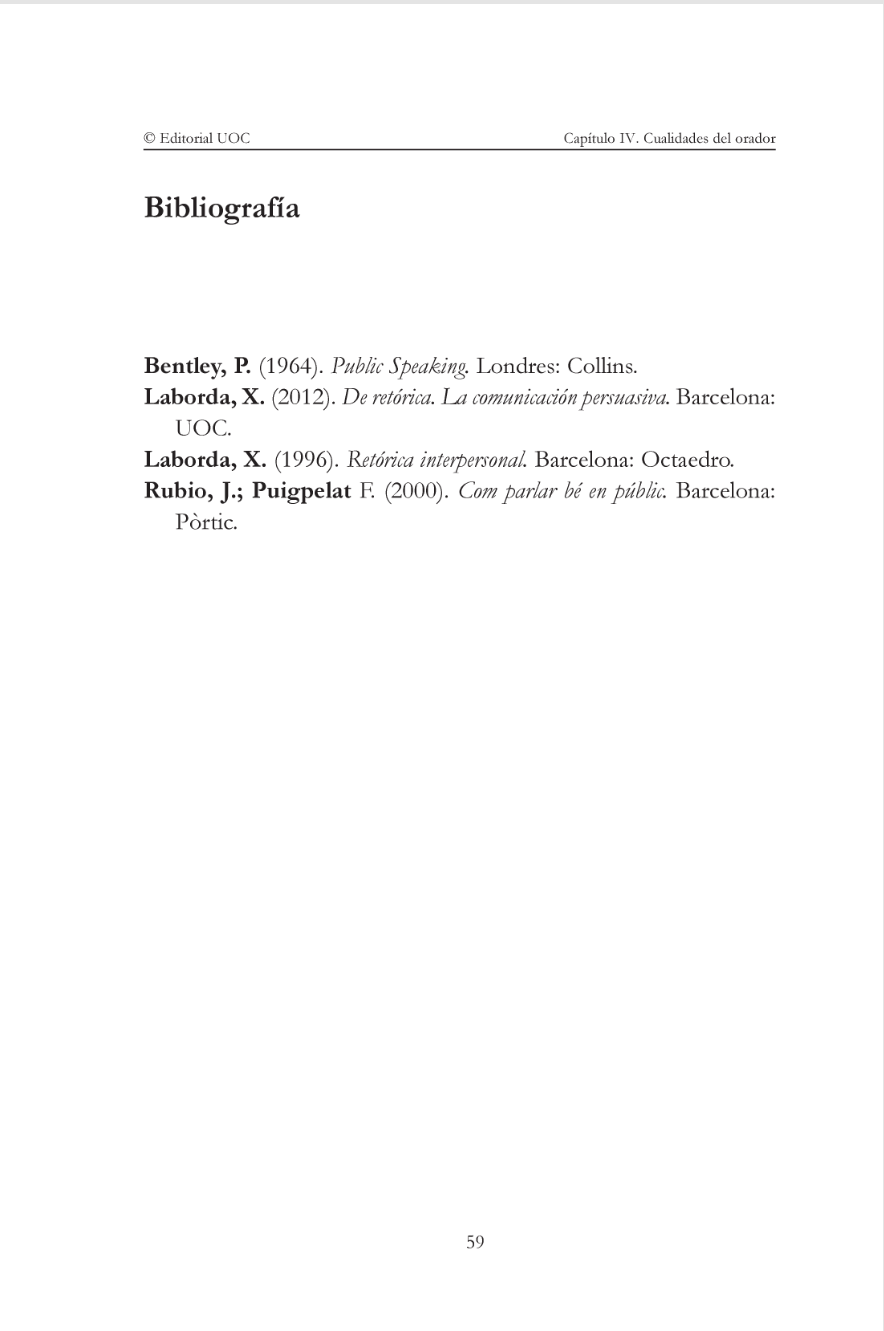 © Editorial UOC
Capítulo IV. Cualidades del orador
Bibliografía
Bentley, P. (1964). Public Speaking. Londres: Collins.
Laborda, X. (2012). De retórica. La comunicación persuasiva. Barcelona:
UOC.
Laborda, X. (1996). Retórica interpersonal. Barcelona: Octaedro.
Rubio, J.; Puigpelat F. (2000). Com parlar bé en públic. Barcelona:
Pòrtic.
59